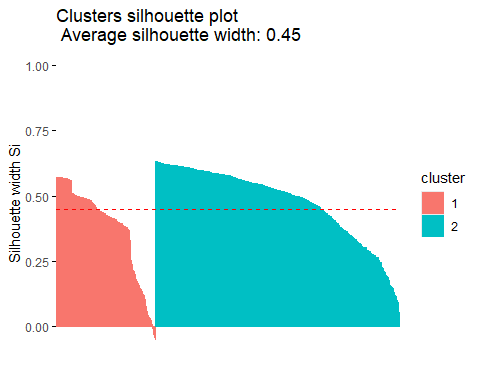 Clusters silhouette plot
Average silhouette width: 0.45
1.00
0.75
0.50
0.25
0.00
Silhouette width Si
cluster
1
2